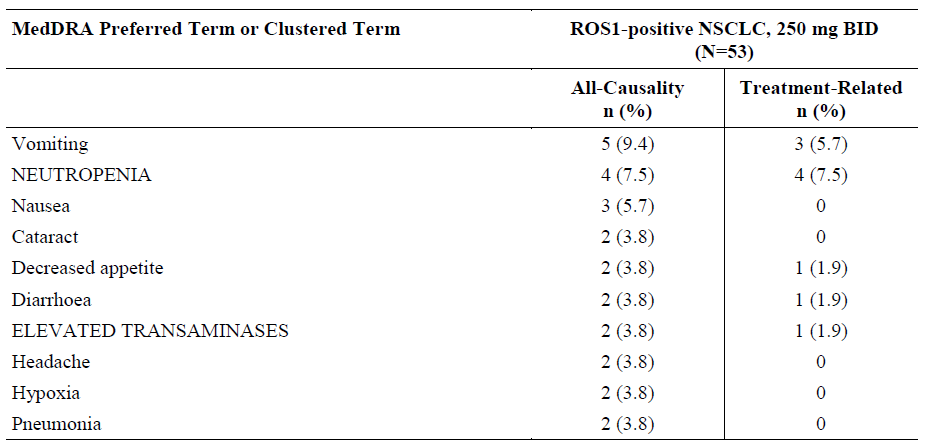 MedDRA Preferred Term or Clustered Term ROS1-positive NSCLC, 250 mg BID
(N=53)
All-Causality Treatment-Related
n (%) n (%)
Vomiting 5 (9.4) 3 (5.7)
NEUTROPENIA 4 (7.5) 4 (7.5)
Nausea 3 (5.7) 0
Cataract 2 (3.8) 0
Decreased appetite 2 (3.8) 1 (1.9)
Diarrhoea 2 (3.8) 1 (1.9)
ELEVATED TRANSAMINASES 2 (3.8) 1 (1.9)
Headache 2 (3.8) 0
Hypoxia 2 (3.8) 0
Pneumonia 2 (3.8) 0